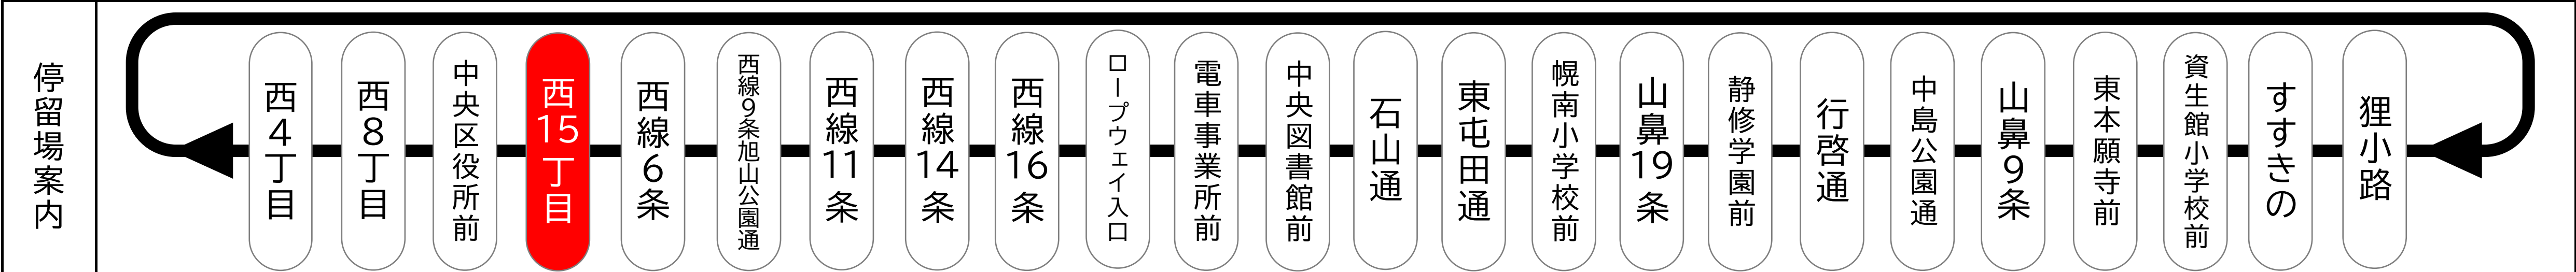 停留場案内
西4丁目
西8丁目
中央区役所前
西15丁目
西線6条
西線9条旭山公園通
西線11条
西線14条
西線16条
ロープウェイ入口
電車事業所前
中央図書館前
石山通
東屯田通
幌南小学校前
山鼻19条
静修学園前
行啓通
中島公園通
山鼻9条
東本願寺前
資生館小学校前
すすきの
狸小路